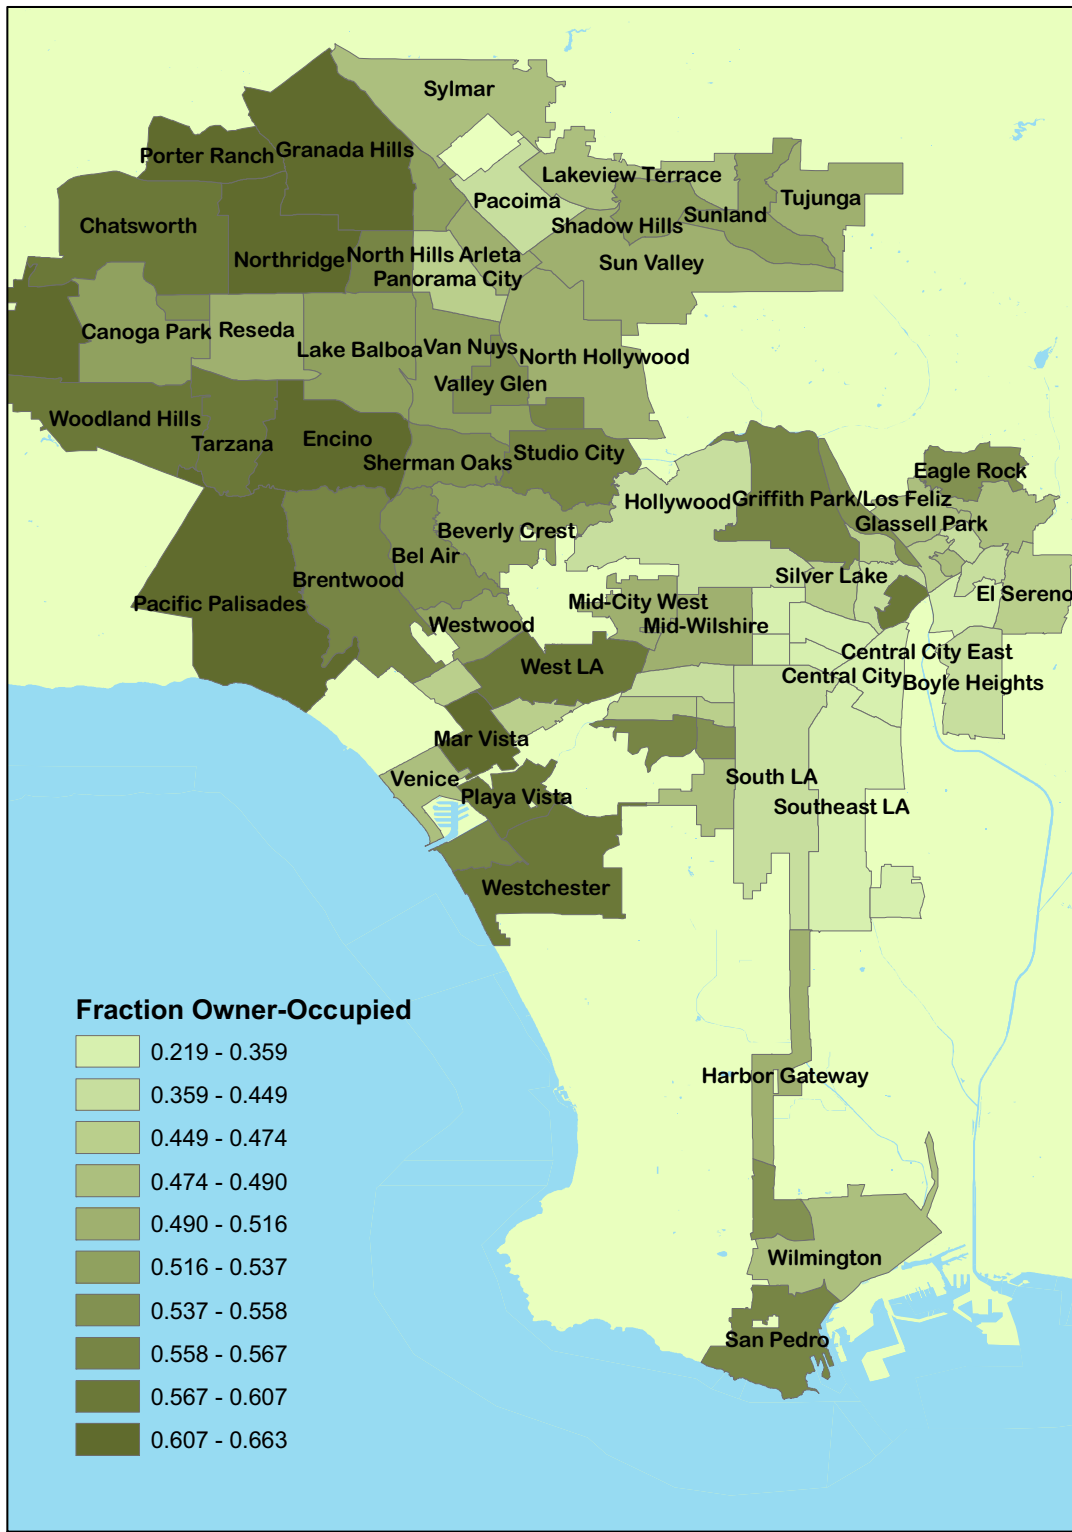 Sylmar
Porter Ranch
Granada Hills
Lakeview Terrace
Pacoima
Tujunga
Chatsworth
Shadow Hills
Sunland
Northridge
North Hills
Arleta
Sun Valley
Panorama City
Canoga Park
Reseda
Lake Balboa
Van Nuys
North Hollywood
Valley Glen
Woodland Hills
Tarzana
Encino
Sherman Oaks
Studio City
Eagle Rock
Hollywood
Griffith Park/Los Feliz
Glassell Park
Beverly Crest
Bel Air
Brentwood
Silver Lake
El Sereno
Pacific Palisades
Mid-City West
Westwood
Mid-Wilshire
West LA
Central City East
Central City
Boyle Heights
Mar Vista
Venice
South LA
Playa Vista
Southeast LA
Westchester
Fraction Owner-Occupied
0.219 - 0.359
0.359 - 0.449
0.449 - 0.474
0.474 - 0.490
0.490 - 0.516
0.516 - 0.537
0.537 - 0.558
0.558 - 0.567
0.567 - 0.607
0.607 - 0.663
Harbor Gateway
Wilmington
San Pedro